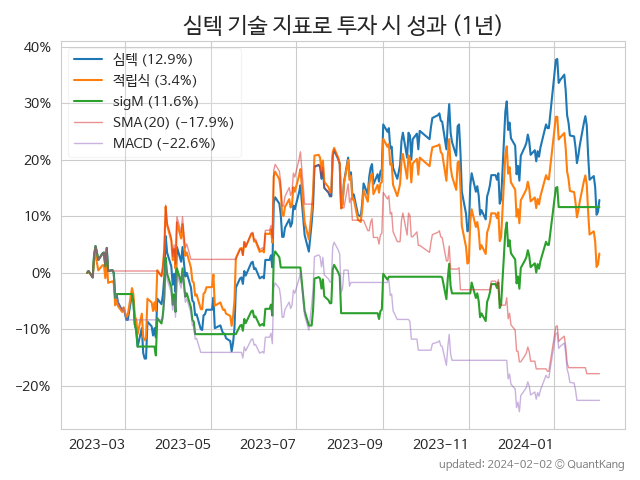 심텍 기술 지표로 투자 시 성과 (1년)
40%
30%
20%
10%
0%
−10%
−20%
심텍 (12.9%)
적립식 (3.4%)
sigM (11.6%)
SMA(20) (−17.9%)
MACD (−22.6%)
2023-03
2023-05
2023-07
2023-09
2023-11
2024-01
updated: 2024-02-02 © QuantKang